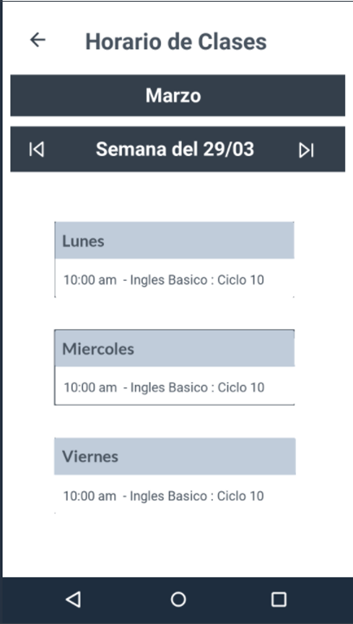 Horario de Clases
Marzo
Semana del 29/03
Lunes
10:00 am - Ingles Basico : Ciclo 10
Miercoles
10:00 am - Ingles Basico : Ciclo 10
Viernes
10:00 am - Ingles Basico : Ciclo 10